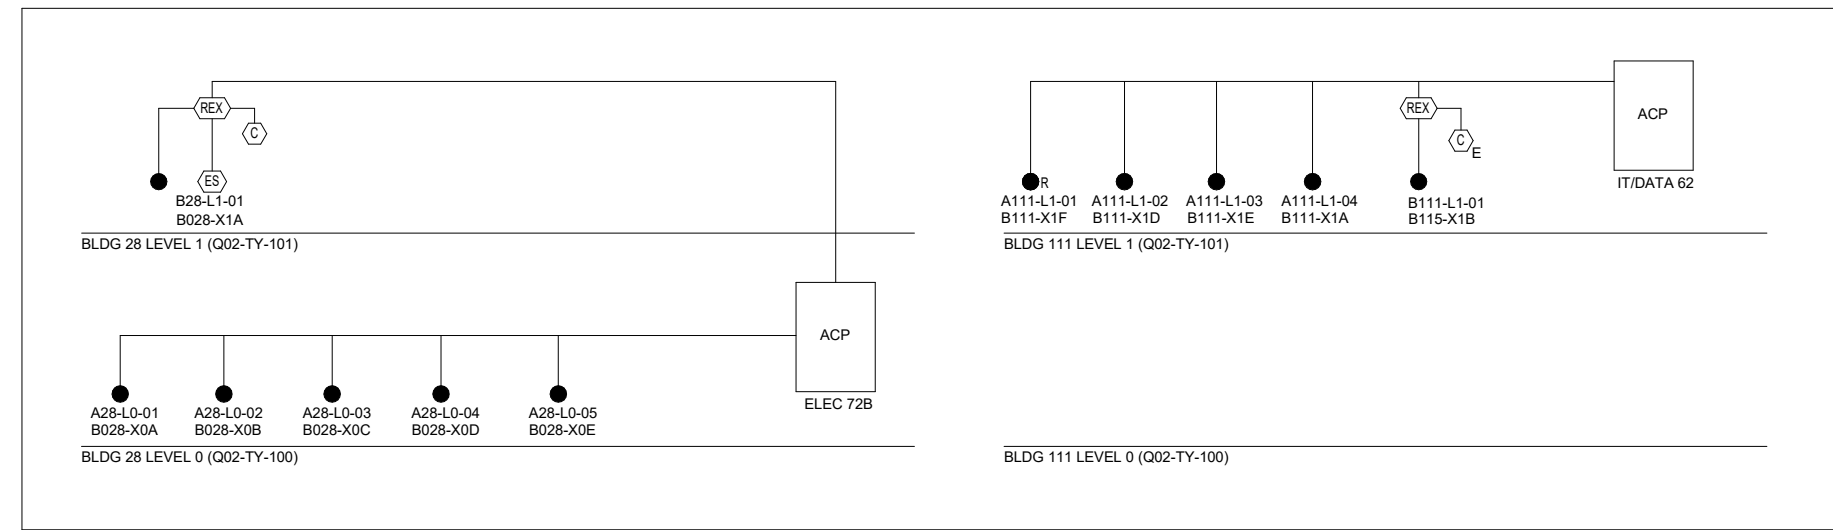 REX
C
ES
B28-L1-01
B028-X1A
BLDG 28 LEVEL 1 (Q02-TY-101)
ACP
ELEC 72B
A28-L0-01
B028-X0A
A28-L0-02
B028-X0B
A28-L0-03
B028-X0C
A28-L0-04
B028-X0D
A28-L0-05
B028-X0E
BLDG 28 LEVEL 0 (Q02-TY-100)
ACP
IT/DATA 62
REX
C
E
R
A111-L1-01
B111-X1F
A111-L1-02
B111-X1D
A111-L1-03
B111-X1E
A111-L1-04
B111-X1A
B111-L1-01
B115-X1B
BLDG 111 LEVEL 1 (Q02-TY-101)
BLDG 111 LEVEL 0 (Q02-TY-100)